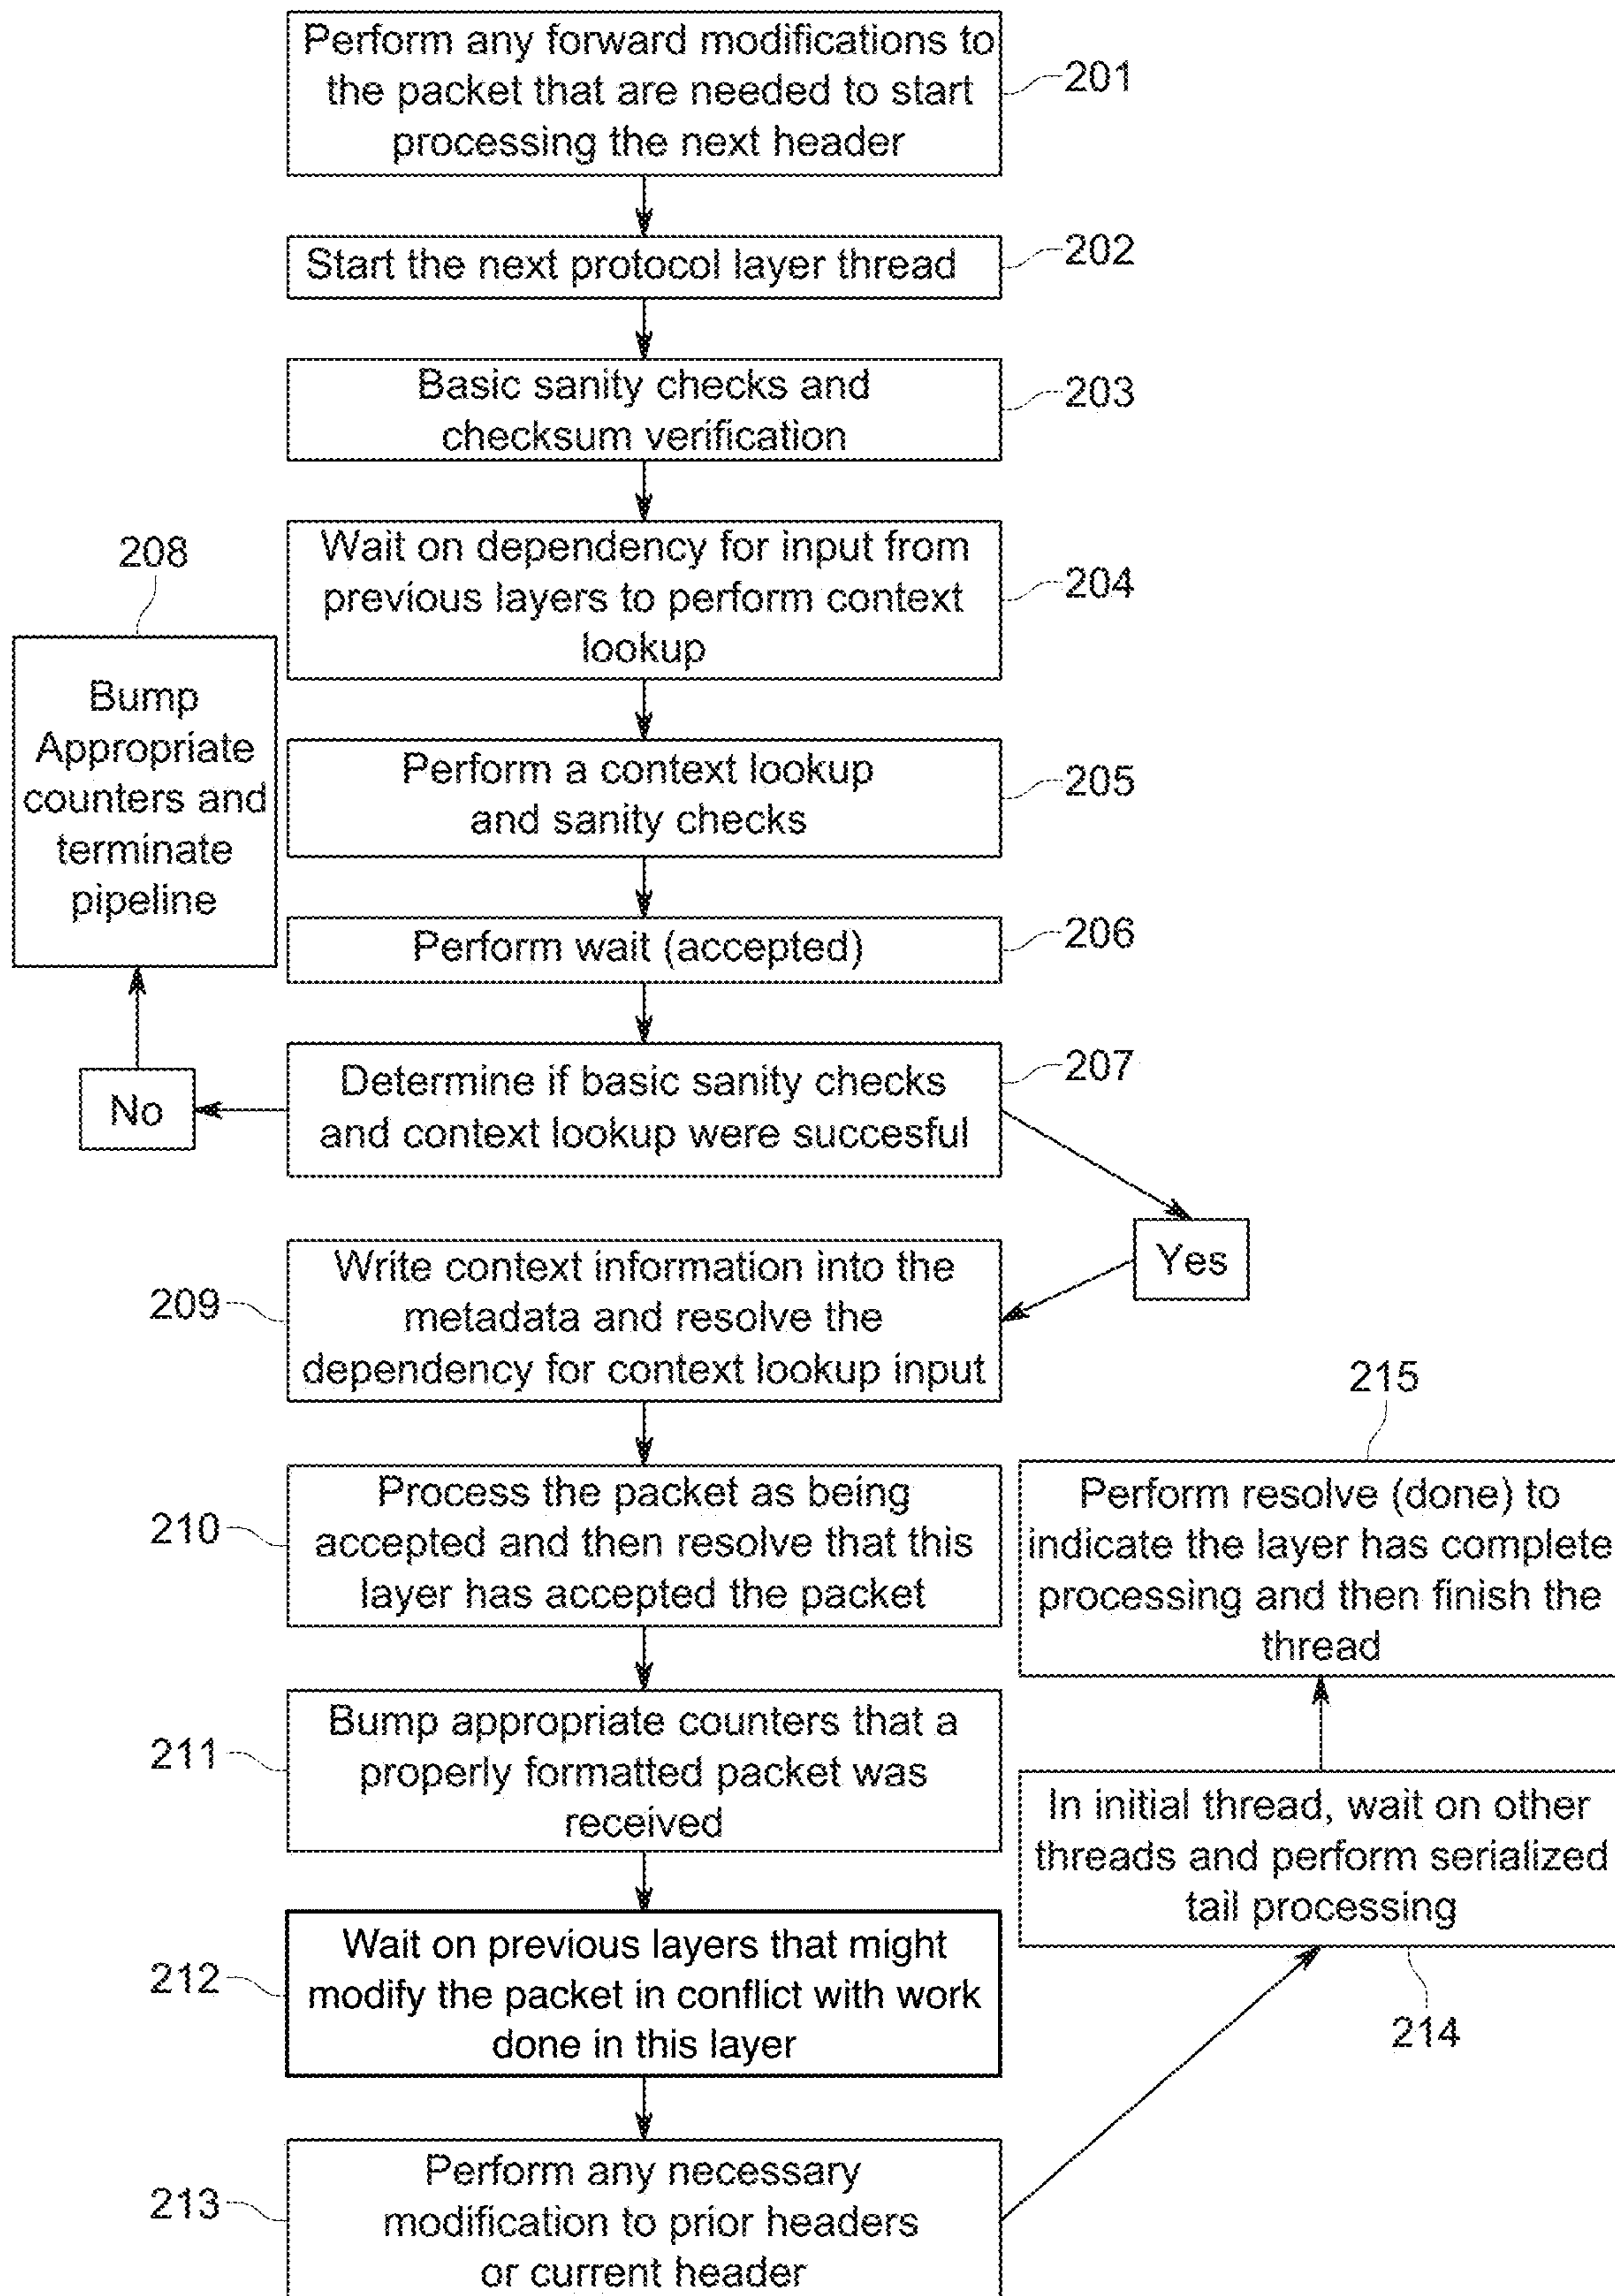 Perform any forward modifications to
the packet that are needed to start
processing the next header
201
Start the next protocol layer thread
202
Basic sanity checks and
checksum verification
203
Wait on dependency for input from
previous layers to perform context
lookup
204
208
Bump
Appropriate
counters and
terminate
pipeline
Perform a context lookup
and sanity checks
205
Perform wait (accepted)
206
Determine if basic sanity checks
and context lookup were succesful
207
No
Yes
209
Write context information into the
metadata and resolve the
dependency for context lookup input
210
Process the packet as being
accepted and then resolve that this
layer has accepted the packet
211
Bump appropriate counters that a
properly formatted packet was
received
212
Wait on previous layers that might
modify the packet in conflict with work
done in this layer
213
Perform any necessary
modification to prior headers
or current header
215
Perform resolve (done) to
indicate the layer has complete
processing and then finish the
thread
In initial thread, wait on other
threads and perform serialized
tail processing
214